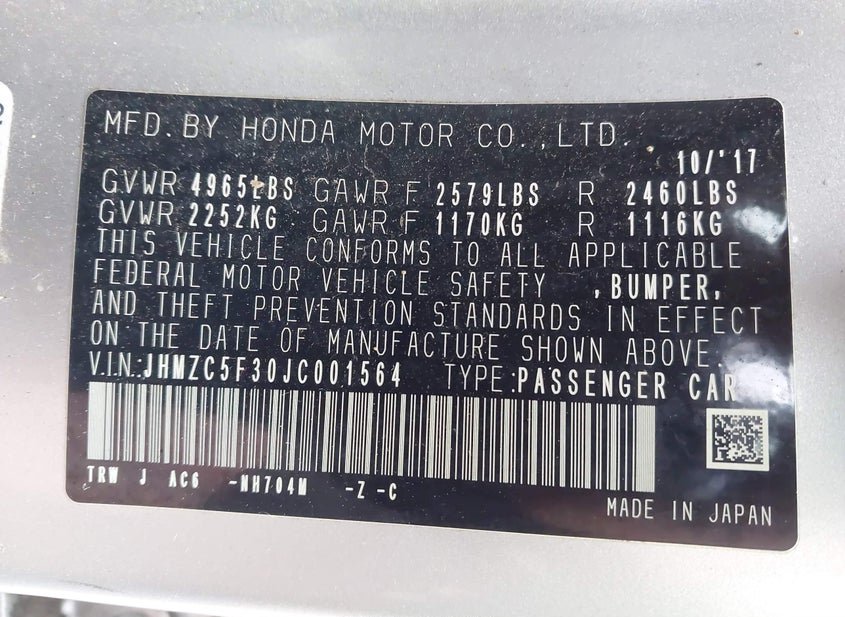 MFD. BY HONDA MOTOR CO., LTD.
10/'17
GVWR 4965LBS GAWR F 2579LBS R 2460LBS
GVWR 2252KG GAWR F 1170KG R 1116KG
THIS VEHICLE CONFORMS TO ALL APPLICABLE
FEDERAL MOTOR VEHICLE SAFETY ,BUMPER,
AND THEFT PREVENTION STANDARDS IN EFFECT
ON THE DATE OF MANUFACTURE SHOWN ABOVE.
V.I.N:JHMZC5F30JC001564 TYPE:PASSENGER CAR
TRW J AC6 -NH704M -Z -C
MADE IN JAPAN